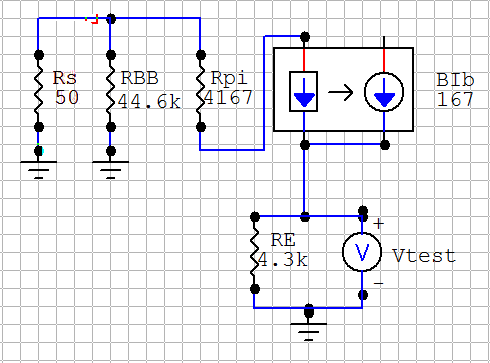 Rs
50
RBB
44.6k
Rpi
4167
BIb
167
RE
4.3k
V
+
Vtest
-